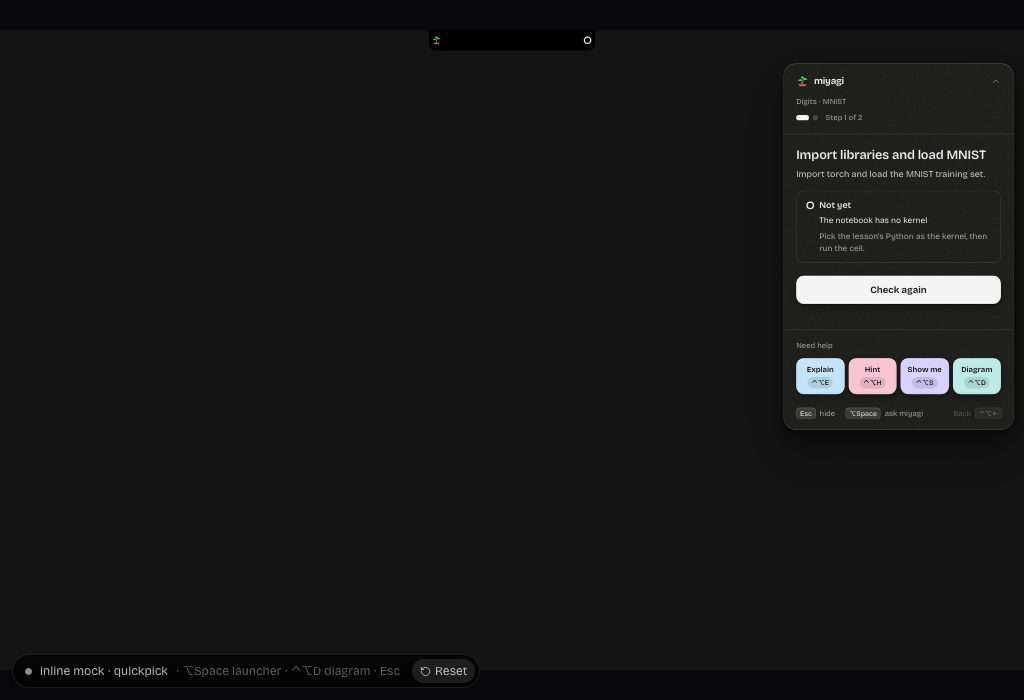 miyagi
Digits · MNIST
Step 1 of 2
Import libraries and load MNIST
Import torch and load the MNIST training set.
Not yet
The notebook has no kernel
Pick the lesson's Python as the kernel, then
run the cell.
Check again
Need help
Explain Hint Show me Diagram
^⌥E ^⌥H ^⌥S ^⌥D
Esc hide ⌥Space ask miyagi Back ^⌥←
inline mock · quickpick · ⌥Space launcher · ^⌥D diagram · Esc Reset